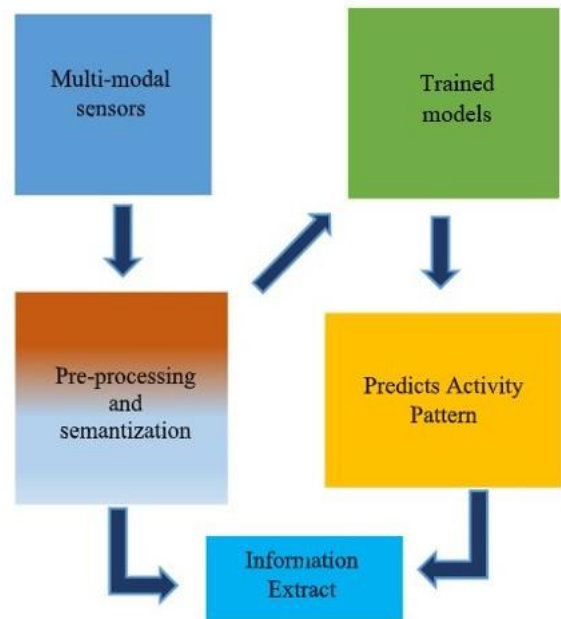 Multi-modal
sensors
Trained
models
Pre-processing
and
semantization
Predicts Activity
Pattern
Information
Extract